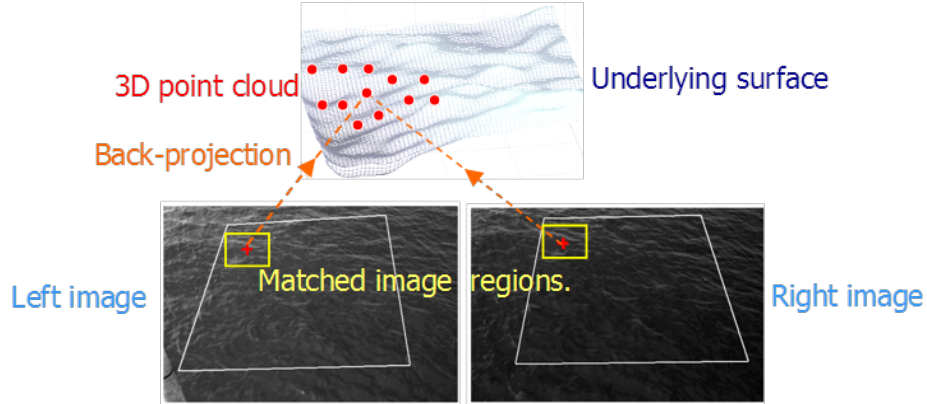 3D point cloud
Underlying surface
Back-projection
Matched image regions.
Left image
Right image